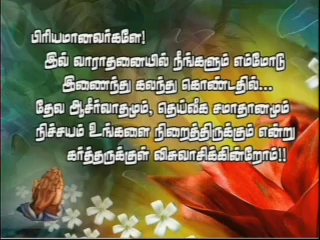 பிரியமானவர்களே!
இவ் வாராதனையில் நீங்களும் எம்மோடு
இணைந்து கலந்து கொண்டதில்...
தேவ ஆசீர்வாதமும், தெய்வீக சமாதானமும்
நிச்சயம் உங்களை நிறைத்திருக்கும் என்று
கர்த்தருக்குள் விசுவாசிக்கின்றோம்!!